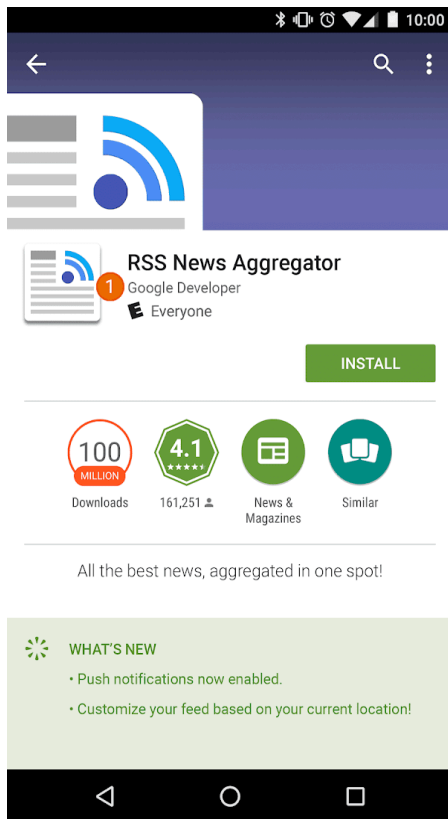 10:00
RSS News Aggregator
1
Google Developer
E Everyone
INSTALL
100
MILLION
4.1
Downloads
161,251
News &
Magazines
Similar
All the best news, aggregated in one spot!
WHAT'S NEW
• Push notifications now enabled.
• Customize your feed based on your current location!